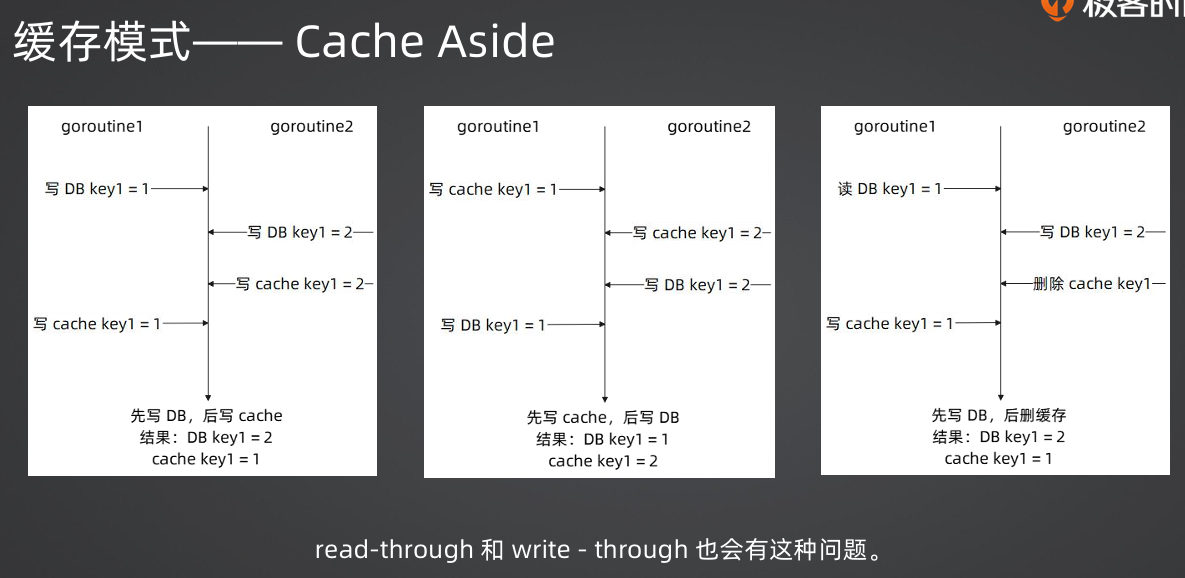 极客时
缓存模式—— Cache Aside
goroutine1 goroutine2
写 DB key1 = 1
写 DB key1 = 2
写 cache key1 = 2
写 cache key1 = 1
先写 DB，后写 cache
结果：DB key1 = 2
cache key1 = 1
goroutine1 goroutine2
写 cache key1 = 1
写 cache key1 = 2
写 DB key1 = 2
写 DB key1 = 1
先写 cache，后写 DB
结果：DB key1 = 1
cache key1 = 2
goroutine1 goroutine2
读 DB key1 = 1
写 DB key1 = 2
删除 cache key1
写 cache key1 = 1
先写 DB，后删缓存
结果：DB key1 = 2
cache key1 = 1
read-through 和 write - through 也会有这种问题。